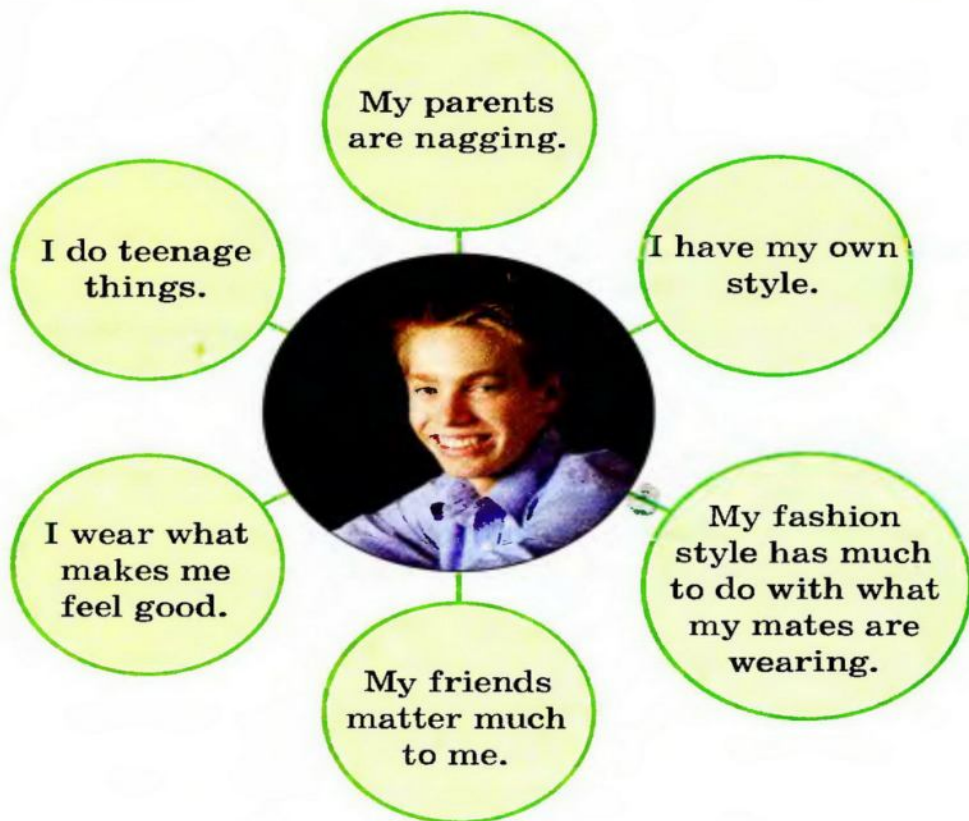 My parents
are nagging.
I have my own
style.
My fashion
style has much
to do with what
my mates are
wearing.
My friends
matter much
to me.
I wear what
makes me
feel good.
I do teenage
things.